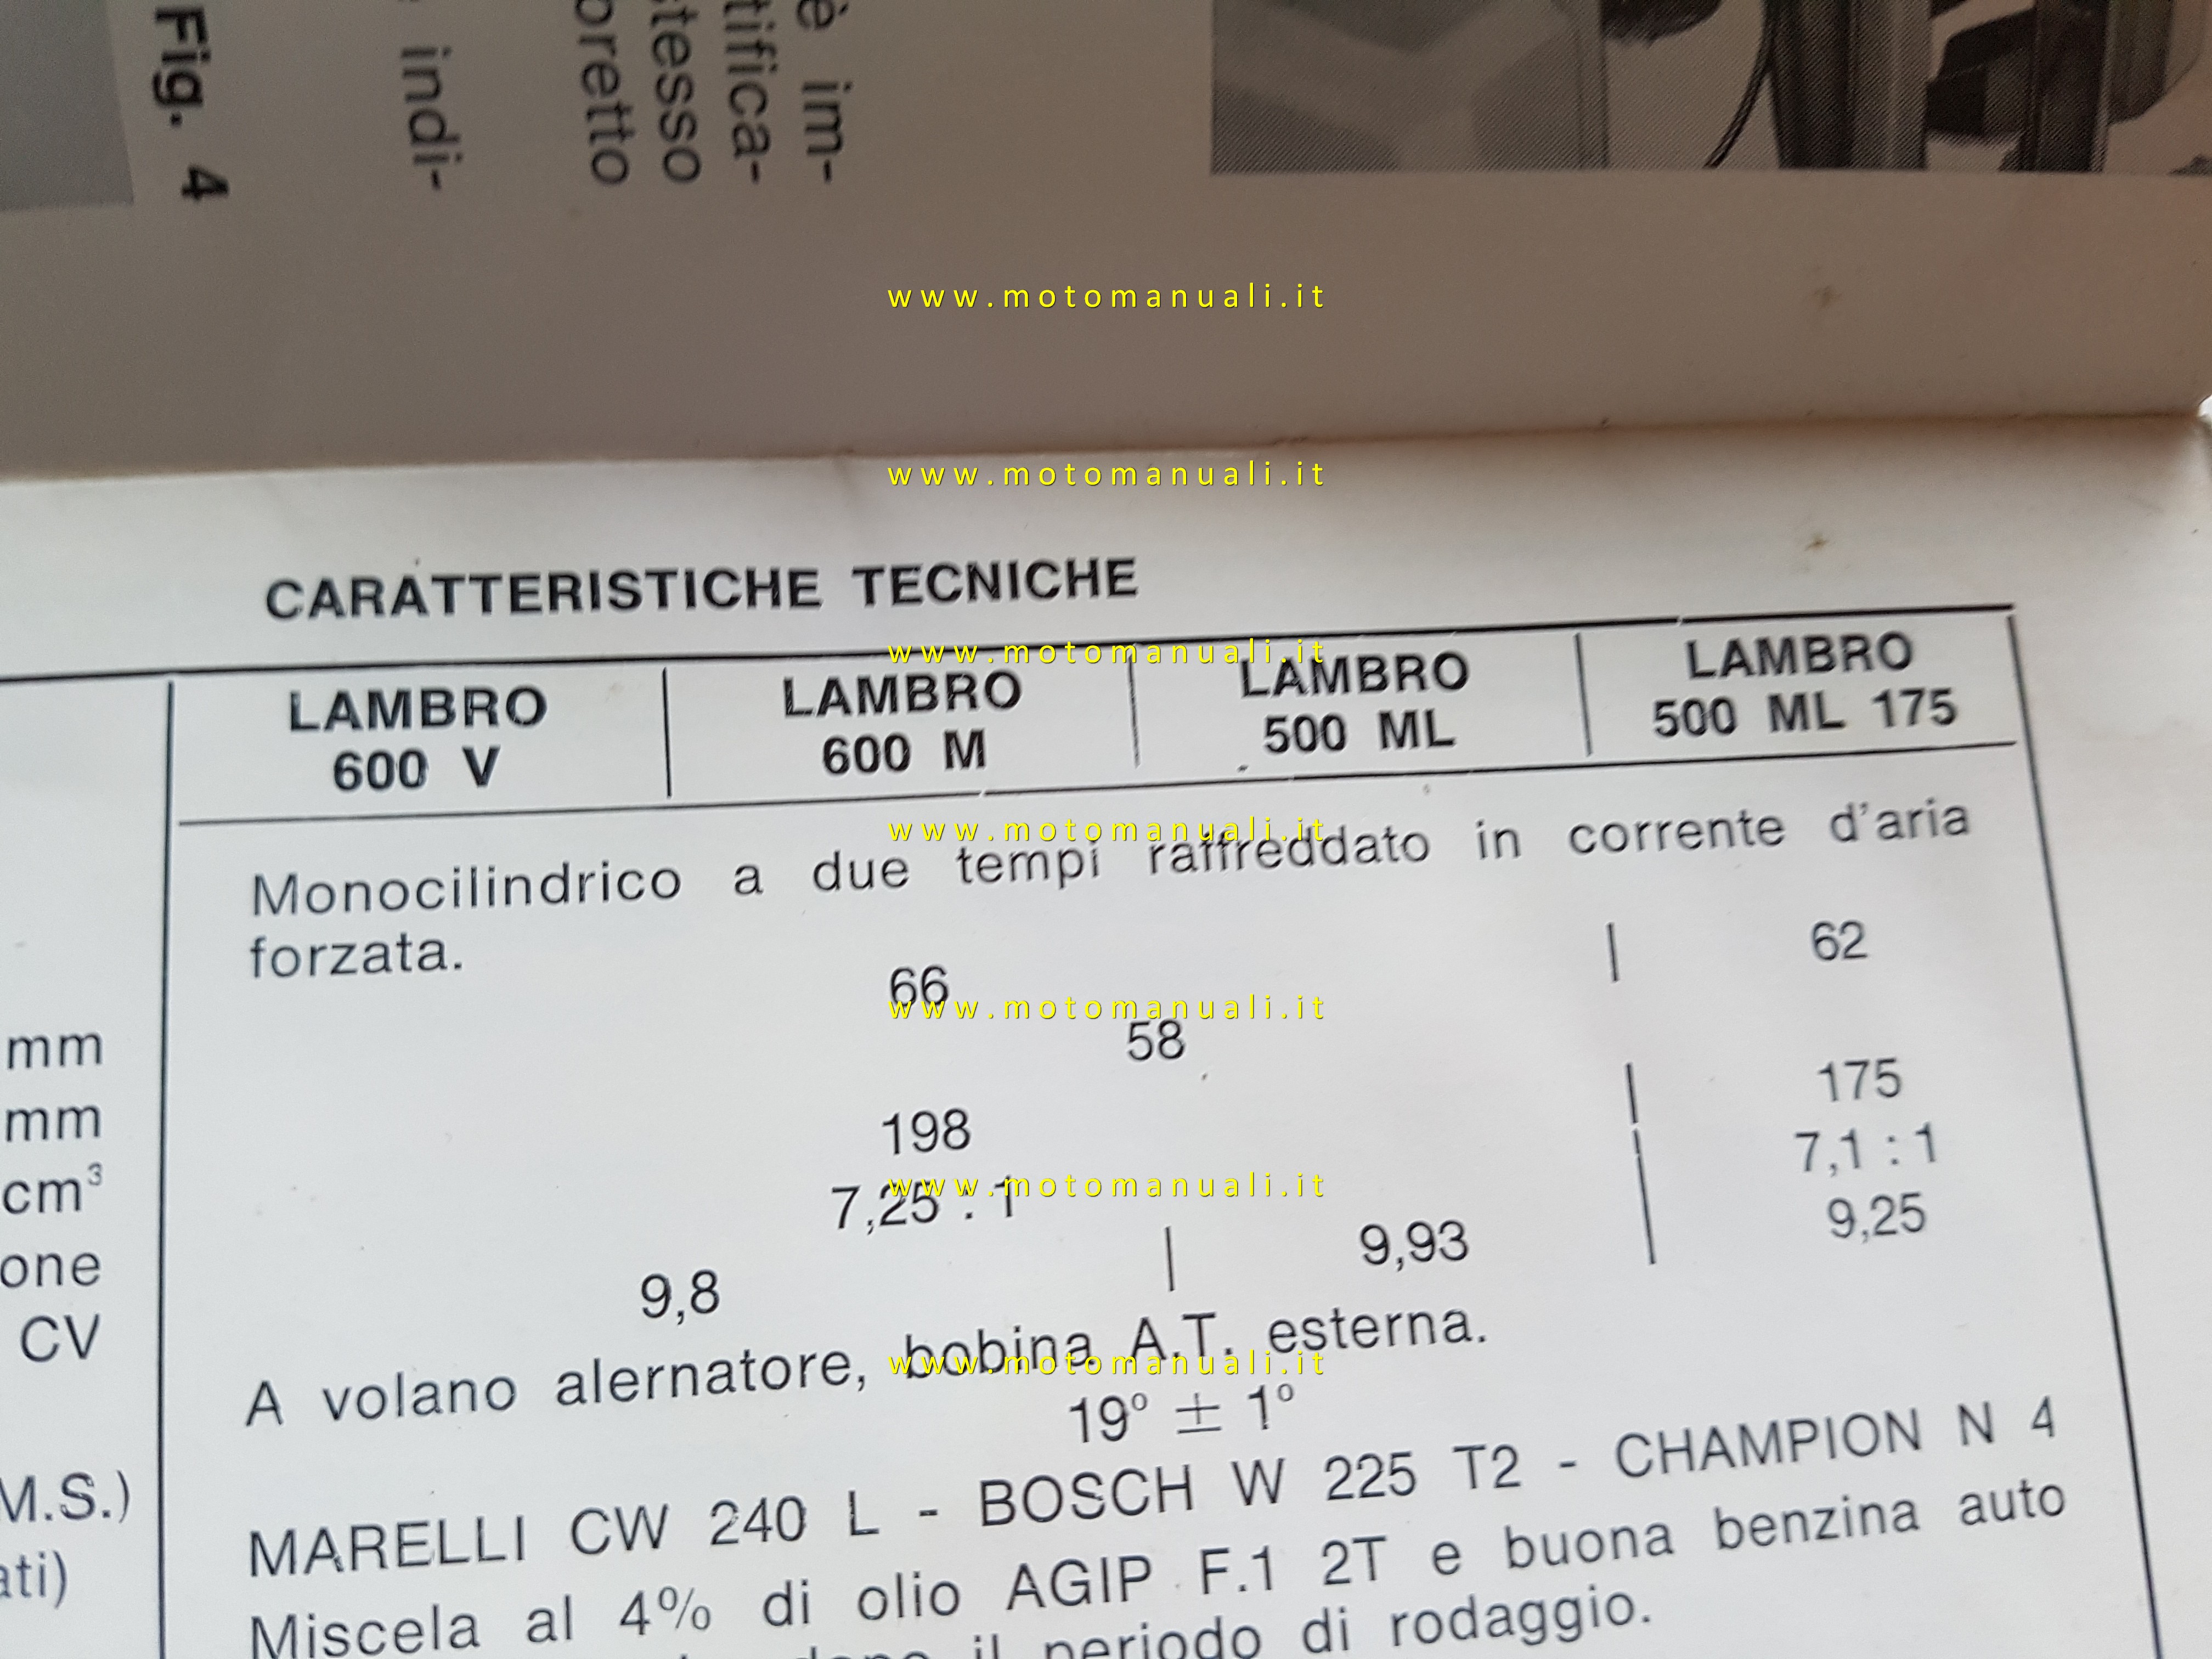 Fig. 4
indi-
bretto
stesso
tifica-
è im-
www.motomanuali.it
www.motomanuali.it
CARATTERISTICHE TECNICHE
www.motomanuali.it
LAMBRO 600 V
LAMBRO 600 M
LAMBRO 500 ML
LAMBRO 500 ML 175
www.motomanuali.it
Monocilindrico a due tempi raffreddato in corrente d'aria
forzata.
mm 66 | 62
www.motomanuali.it
mm 58
cm³ 198 | 175
one 7,25 : 1 | 7,1 : 1
www.motomanuali.it
CV 9,8 | 9,93 | 9,25
A volano alernatore, bobina A.T. esterna.
www.motomanuali.it
M.S.) 19° ± 1°
ati) MARELLI CW 240 L - BOSCH W 225 T2 - CHAMPION N 4
Miscela al 4% di olio AGIP F.1 2T e buona benzina auto
il periodo di rodaggio.